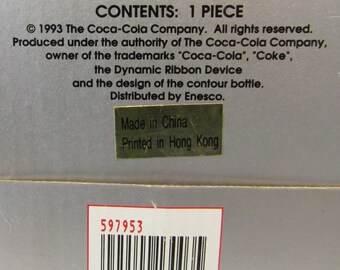 CONTENTS: 1 PIECE
© 1993 The Coca-Cola Company. All rights reserved.
Produced under the authority of The Coca-Cola Company,
owner of the trademarks "Coca-Cola", "Coke",
the Dynamic Ribbon Device
and the design of the contour bottle.
Distributed by Enesco.
Made in China
Printed in Hong Kong
597953